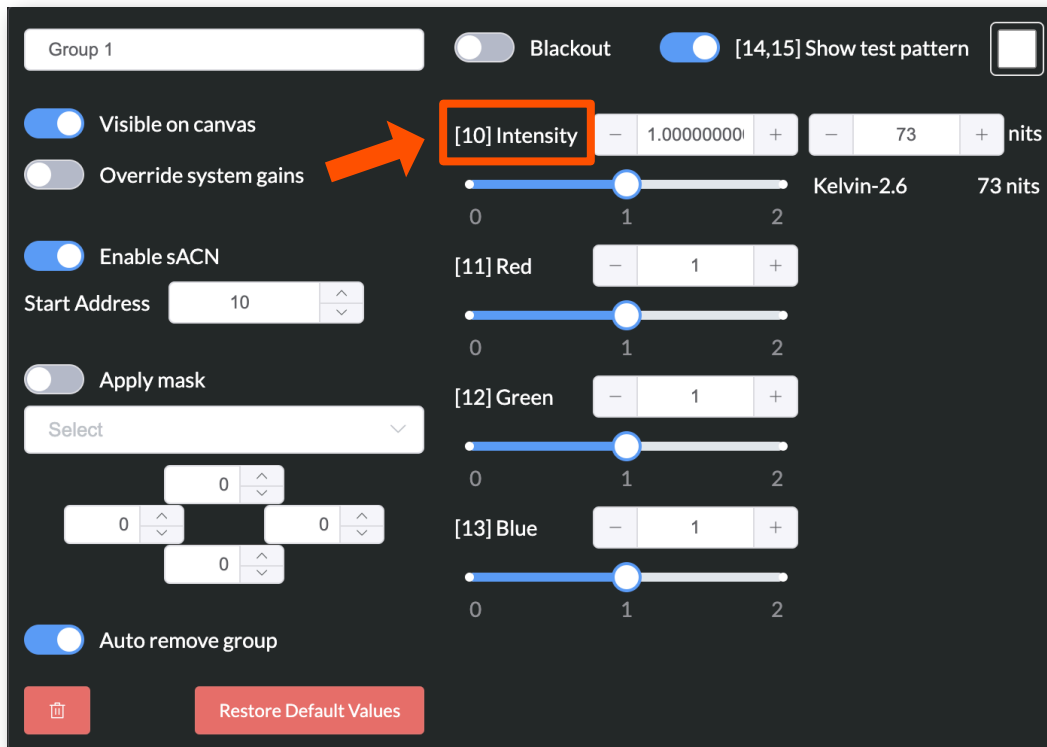 Group 1
Blackout
[14,15] Show test pattern
Visible on canvas
Override system gains
[10] Intensity
1.000000000
73
nits
Kelvin-2.6
73 nits
0
1
2
Enable sACN
Start Address
10
[11] Red
1
0
1
2
Apply mask
Select
[12] Green
1
0
1
2
0
0
0
0
[13] Blue
1
0
1
2
Auto remove group
Restore Default Values